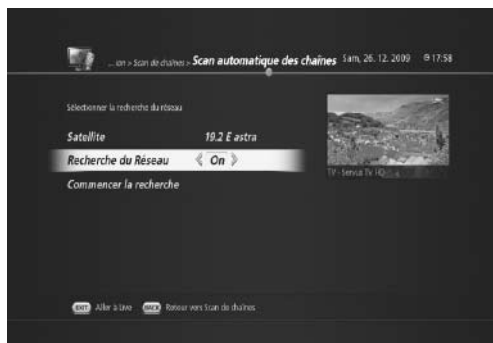 ... on > Scan de chaînes > Scan automatique des chaînes Sam, 26. 12. 2009 17:58
Sélectionner la recherche du réseau
Satellite 19.2 E astra
Recherche du Réseau « On »
Commencer la recherche
TV - Servus TV HD
EXIT Aller à Live BACK Retour vers Scan de chaînes